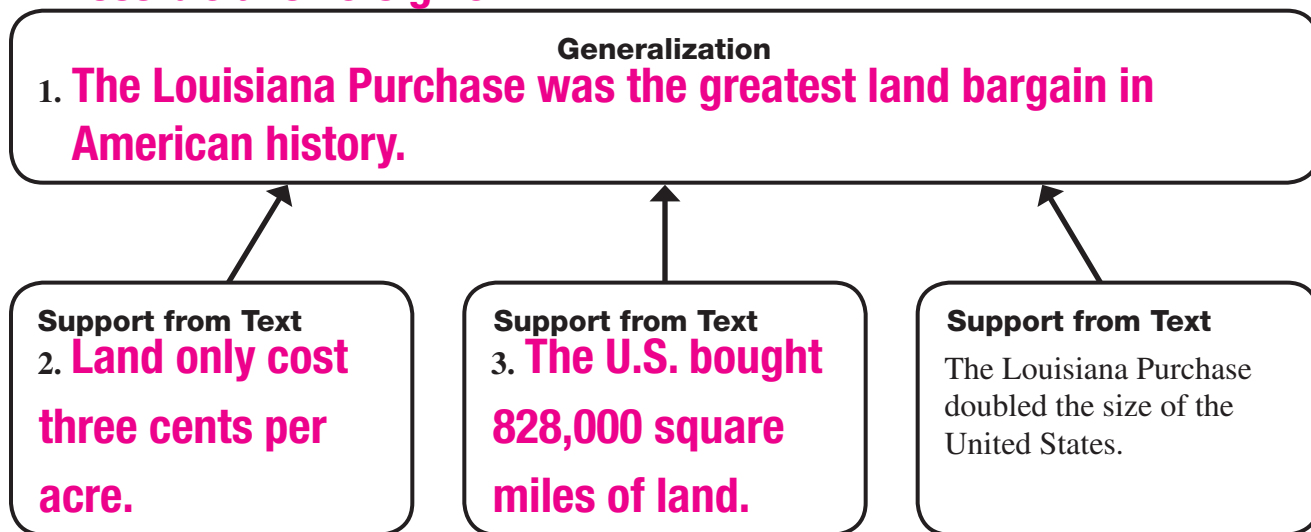 Generalization
1. The Louisiana Purchase was the greatest land bargain in
American history.
Support from Text
2. Land only cost
three cents per
acre.
Support from Text
3. The U.S. bought
828,000 square
miles of land.
Support from Text
The Louisiana Purchase
doubled the size of the
United States.